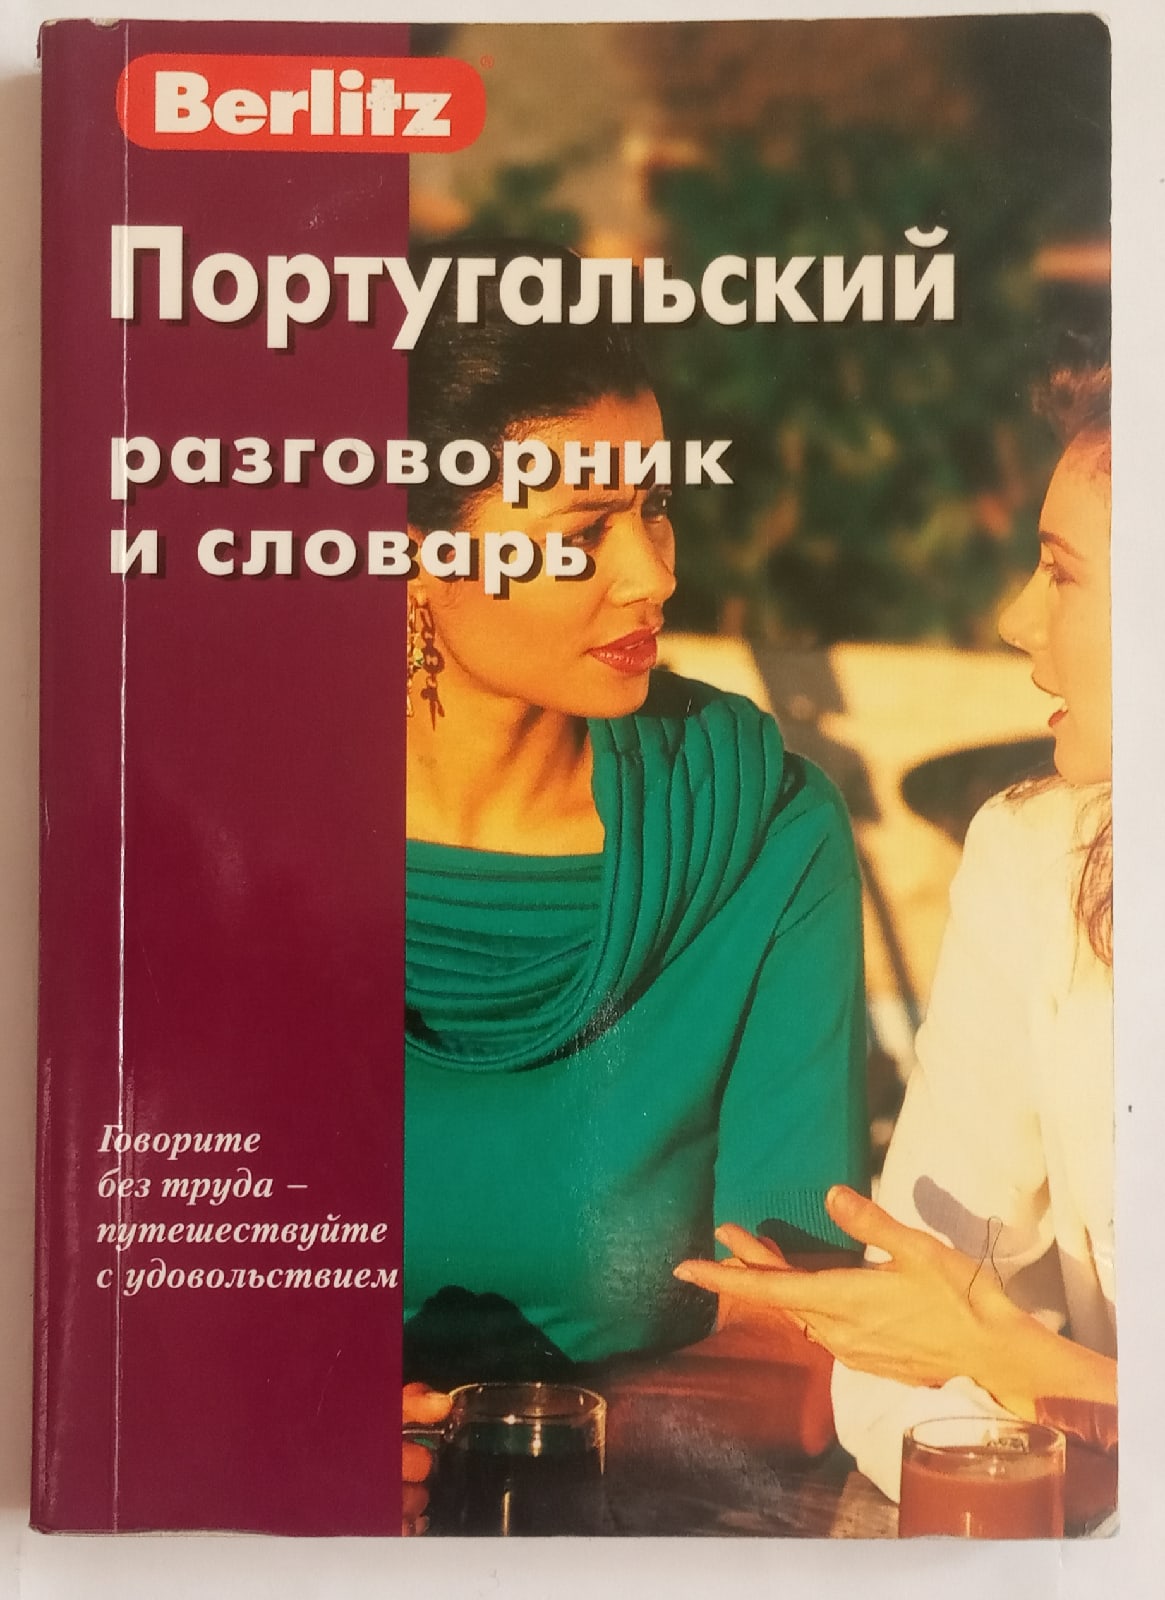 Berlitz®
Португальский
разговорник
и словарь
Говорите
без труда –
путешествуйте
с удовольствием